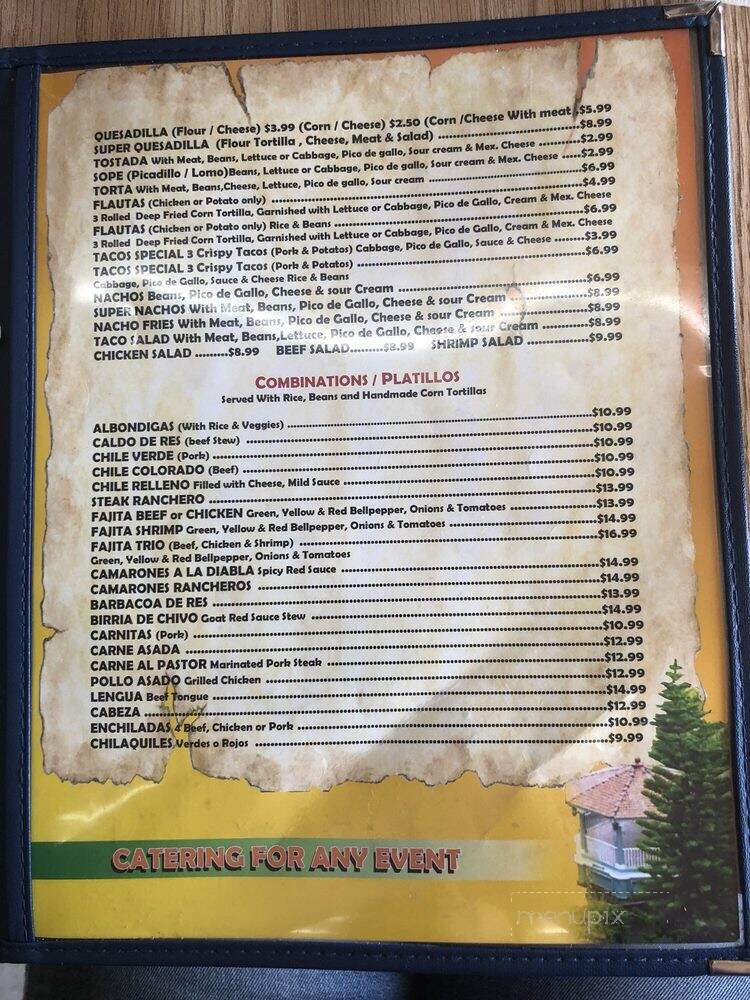 QUESADILLA (Flour / Cheese) $3.99 (Corn / Cheese) $2.50 (Corn /Cheese With meat .$5.99
SUPER QUESADILLA (Flour Tortilla , Cheese, Meat & Salad) ........ $8.99
TOSTADA With Meat, Beans, Lettuce or Cabbage, Pico de gallo, Sour cream & Mex. Cheese ........ $2.99
SOPE (Picadillo / Lomo)Beans, Lettuce or Cabbage, Pico de gallo, Sour cream & Mex. Cheese .....$2.99
TORTA With Meat, Beans,Cheese, Lettuce, Pico de gallo, Sour cream ........ $6.99
FLAUTAS (Chicken or Potato only) ........ $4.99
3 Rolled Deep Fried Corn Tortilla, Garnished with Lettuce or Cabbage, Pico de Gallo, Cream & Mex. Cheese
FLAUTAS (Chicken or Potato only) Rice & Beans ........ $6.99
3 Rolled Deep Fried Corn Tortilla, Garnished with Lettuce or Cabbage, Pico de Gallo, Cream & Mex. Cheese
TACOS SPECIAL 3 Crispy Tacos (Pork & Potatos) Cabbage, Pico de Gallo, Sauce & Cheese ........ $3.99
TACOS SPECIAL 3 Crispy Tacos (Pork & Potatos) ........ $6.99
Cabbage, Pico de Gallo, Sauce & Cheese Rice & Beans
NACHOS Beans, Pico de Gallo, Cheese & sour Cream ........ $6.99
SUPER NACHOS With Meat, Beans, Pico de Gallo, Cheese & sour Cream ........ $8.99
NACHO FRIES With Meat, Beans, Pico de Gallo, Cheese & sour Cream ........ $8.99
TACO SALAD With Meat, Beans,Lettuce, Pico de Gallo, Cheese & sour Cream ........ $8.99
CHICKEN SALAD ..........$8.99 BEEF SALAD..........$8.99 SHRIMP SALAD ........ $9.99
COMBINATIONS / PLATILLOS
Served With Rice, Beans and Handmade Corn Tortillas
ALBONDIGAS (With Rice & Veggies) ........ $10.99
CALDO DE RES (beef Stew) ........ $10.99
CHILE VERDE (Pork) ........ $10.99
CHILE COLORADO (Beef) ........ $10.99
CHILE RELLENO Filled with Cheese, Mild Sauce ........ $10.99
STEAK RANCHERO ........ $13.99
FAJITA BEEF or CHICKEN Green, Yellow & Red Bellpepper, Onions & Tomatoes ........ $13.99
FAJITA SHRIMP Green, Yellow & Red Bellpepper, Onions & Tomatoes ........ $14.99
FAJITA TRIO (Beef, Chicken & Shrimp) ........ $16.99
Green, Yellow & Red Bellpepper, Onions & Tomatoes
CAMARONES A LA DIABLA Spicy Red Sauce ........ $14.99
CAMARONES RANCHEROS ........ $14.99
BARBACOA DE RES ........ $13.99
BIRRIA DE CHIVO Goat Red Sauce Stew ........ $14.99
CARNITAS (Pork) ........ $10.99
CARNE ASADA ........ $12.99
CARNE AL PASTOR Marinated Pork Steak ........ $12.99
POLLO ASADO Grilled Chicken ........ $12.99
LENGUA Beef Tongue ........ $14.99
CABEZA ........ $12.99
ENCHILADAS 4 Beef, Chicken or Pork ........ $10.99
CHILAQUILES Verdes o Rojos ........ $9.99
CATERING FOR ANY EVENT
menupix